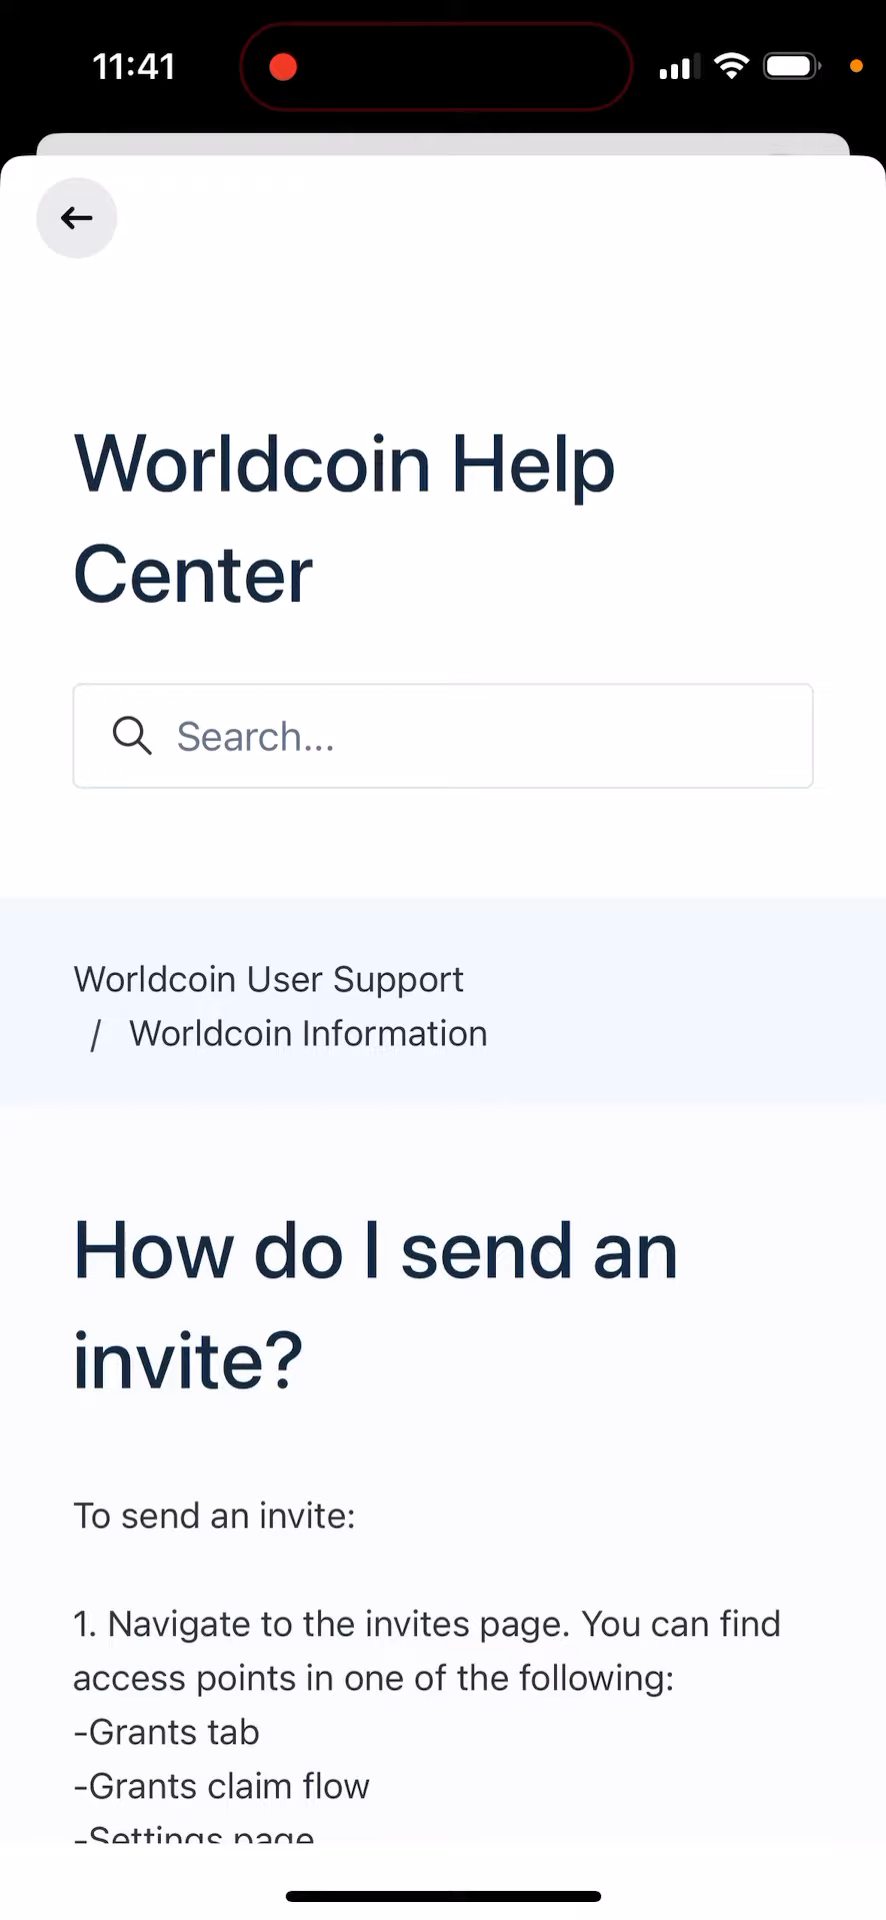 11:41
Worldcoin Help
Center
Search...
Worldcoin User Support
/ Worldcoin Information
How do I send an
invite?
To send an invite:
1. Navigate to the invites page. You can find
access points in one of the following:
-Grants tab
-Grants claim flow
-Settings page